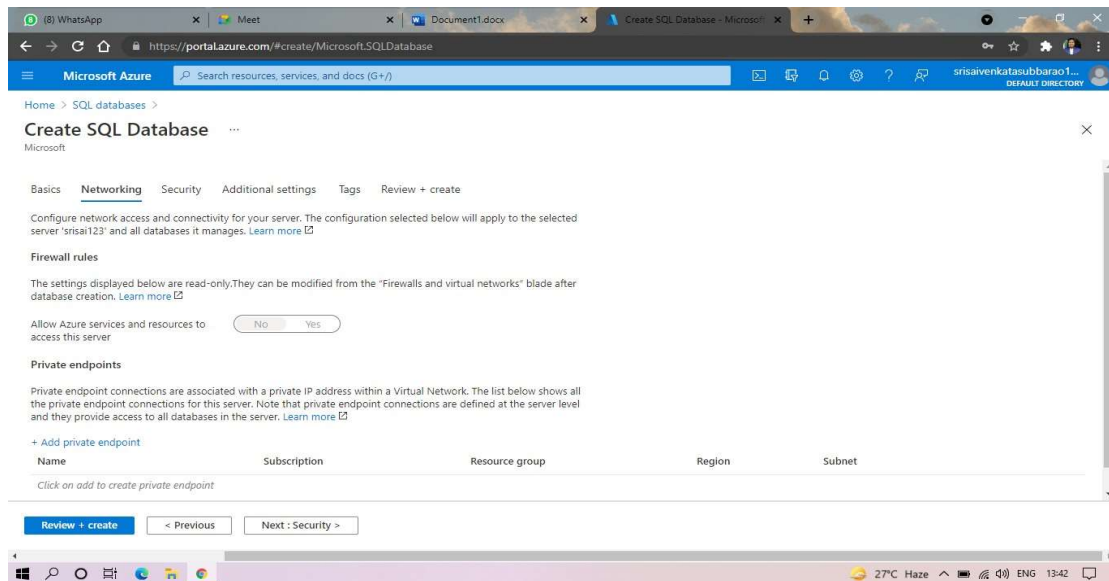 (8) WhatsApp
Meet
Document1.docx
Create SQL Database - Microsoft
https://portal.azure.com/#create/Microsoft.SQLDatabase
Microsoft Azure
Search resources, services, and docs (G+/)
srisaivenkatasubbarao1...
DEFAULT DIRECTORY
Home > SQL databases >
Create SQL Database ...
Microsoft
Basics Networking Security Additional settings Tags Review + create
Configure network access and connectivity for your server. The configuration selected below will apply to the selected
server 'srisai123' and all databases it manages. Learn more
Firewall rules
The settings displayed below are read-only.They can be modified from the "Firewalls and virtual networks" blade after
database creation. Learn more
Allow Azure services and resources to
access this server
No Yes
Private endpoints
Private endpoint connections are associated with a private IP address within a Virtual Network. The list below shows all
the private endpoint connections for this server. Note that private endpoint connections are defined at the server level
and they provide access to all databases in the server. Learn more
+ Add private endpoint
Name Subscription Resource group Region Subnet
Click on add to create private endpoint
Review + create < Previous Next : Security >
27°C Haze ENG 13:42